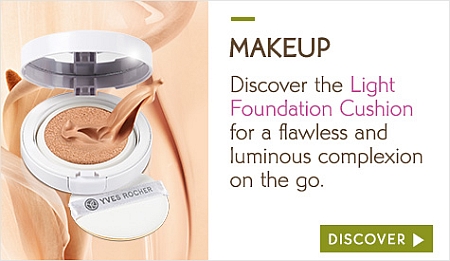 MAKEUP
Discover the Light
Foundation Cushion
for a flawless and
luminous complexion
on the go.
YVES ROCHER
DISCOVER